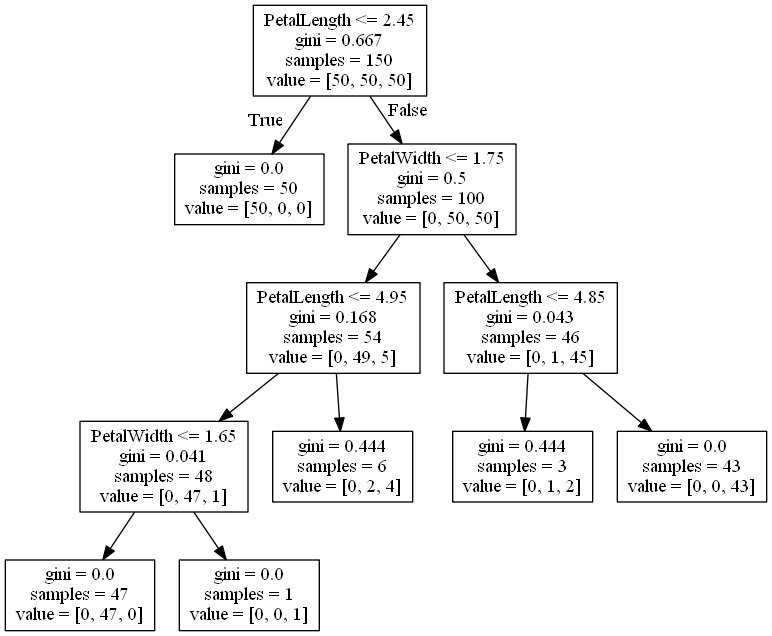 PetalLength <= 2.45
gini = 0.667
samples = 150
value = [50, 50, 50]
True
False
gini = 0.0
samples = 50
value = [50, 0, 0]
PetalWidth <= 1.75
gini = 0.5
samples = 100
value = [0, 50, 50]
PetalLength <= 4.95
gini = 0.168
samples = 54
value = [0, 49, 5]
PetalLength <= 4.85
gini = 0.043
samples = 46
value = [0, 1, 45]
PetalWidth <= 1.65
gini = 0.041
samples = 48
value = [0, 47, 1]
gini = 0.444
samples = 6
value = [0, 2, 4]
gini = 0.444
samples = 3
value = [0, 1, 2]
gini = 0.0
samples = 43
value = [0, 0, 43]
gini = 0.0
samples = 47
value = [0, 47, 0]
gini = 0.0
samples = 1
value = [0, 0, 1]